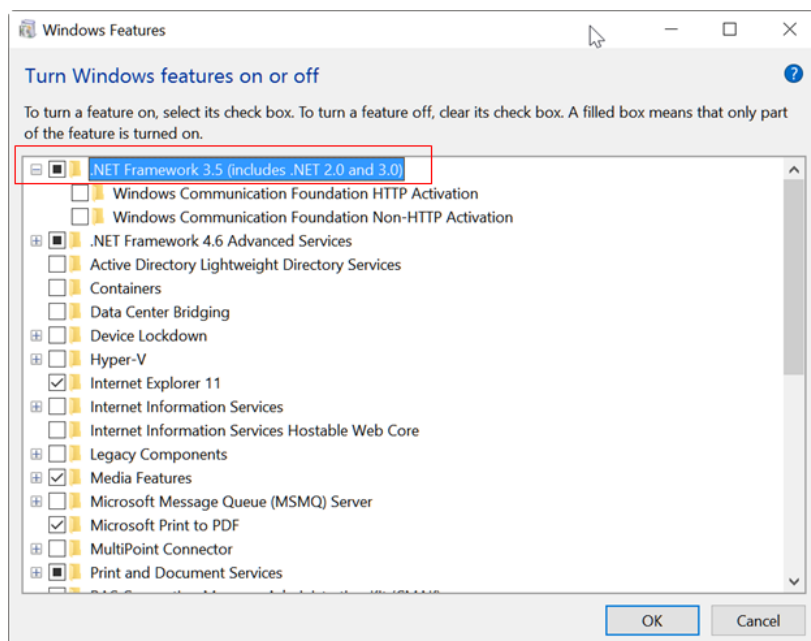 Windows Features
Turn Windows features on or off
?
To turn a feature on, select its check box. To turn a feature off, clear its check box. A filled box means that only part
of the feature is turned on.
.NET Framework 3.5 (includes .NET 2.0 and 3.0)
Windows Communication Foundation HTTP Activation
Windows Communication Foundation Non-HTTP Activation
.NET Framework 4.6 Advanced Services
Active Directory Lightweight Directory Services
Containers
Data Center Bridging
Device Lockdown
Hyper-V
Internet Explorer 11
Internet Information Services
Internet Information Services Hostable Web Core
Legacy Components
Media Features
Microsoft Message Queue (MSMQ) Server
Microsoft Print to PDF
MultiPoint Connector
Print and Document Services
OK Cancel